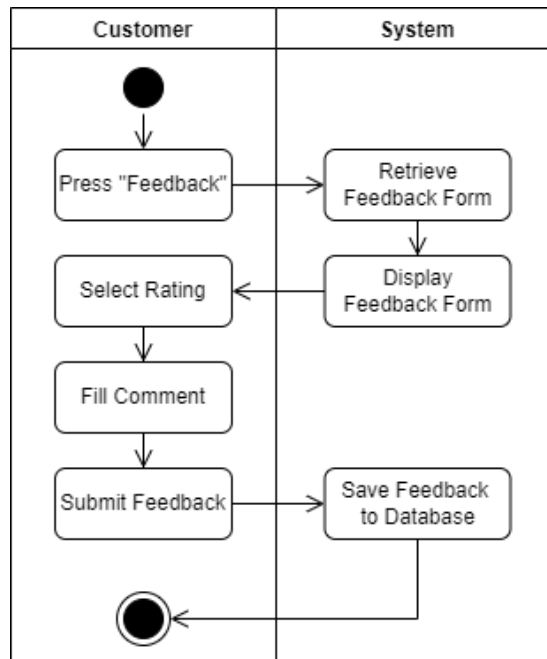 Customer
System
Press "Feedback"
Retrieve
Feedback Form
Select Rating
Display
Feedback Form
Fill Comment
Submit Feedback
Save Feedback
to Database